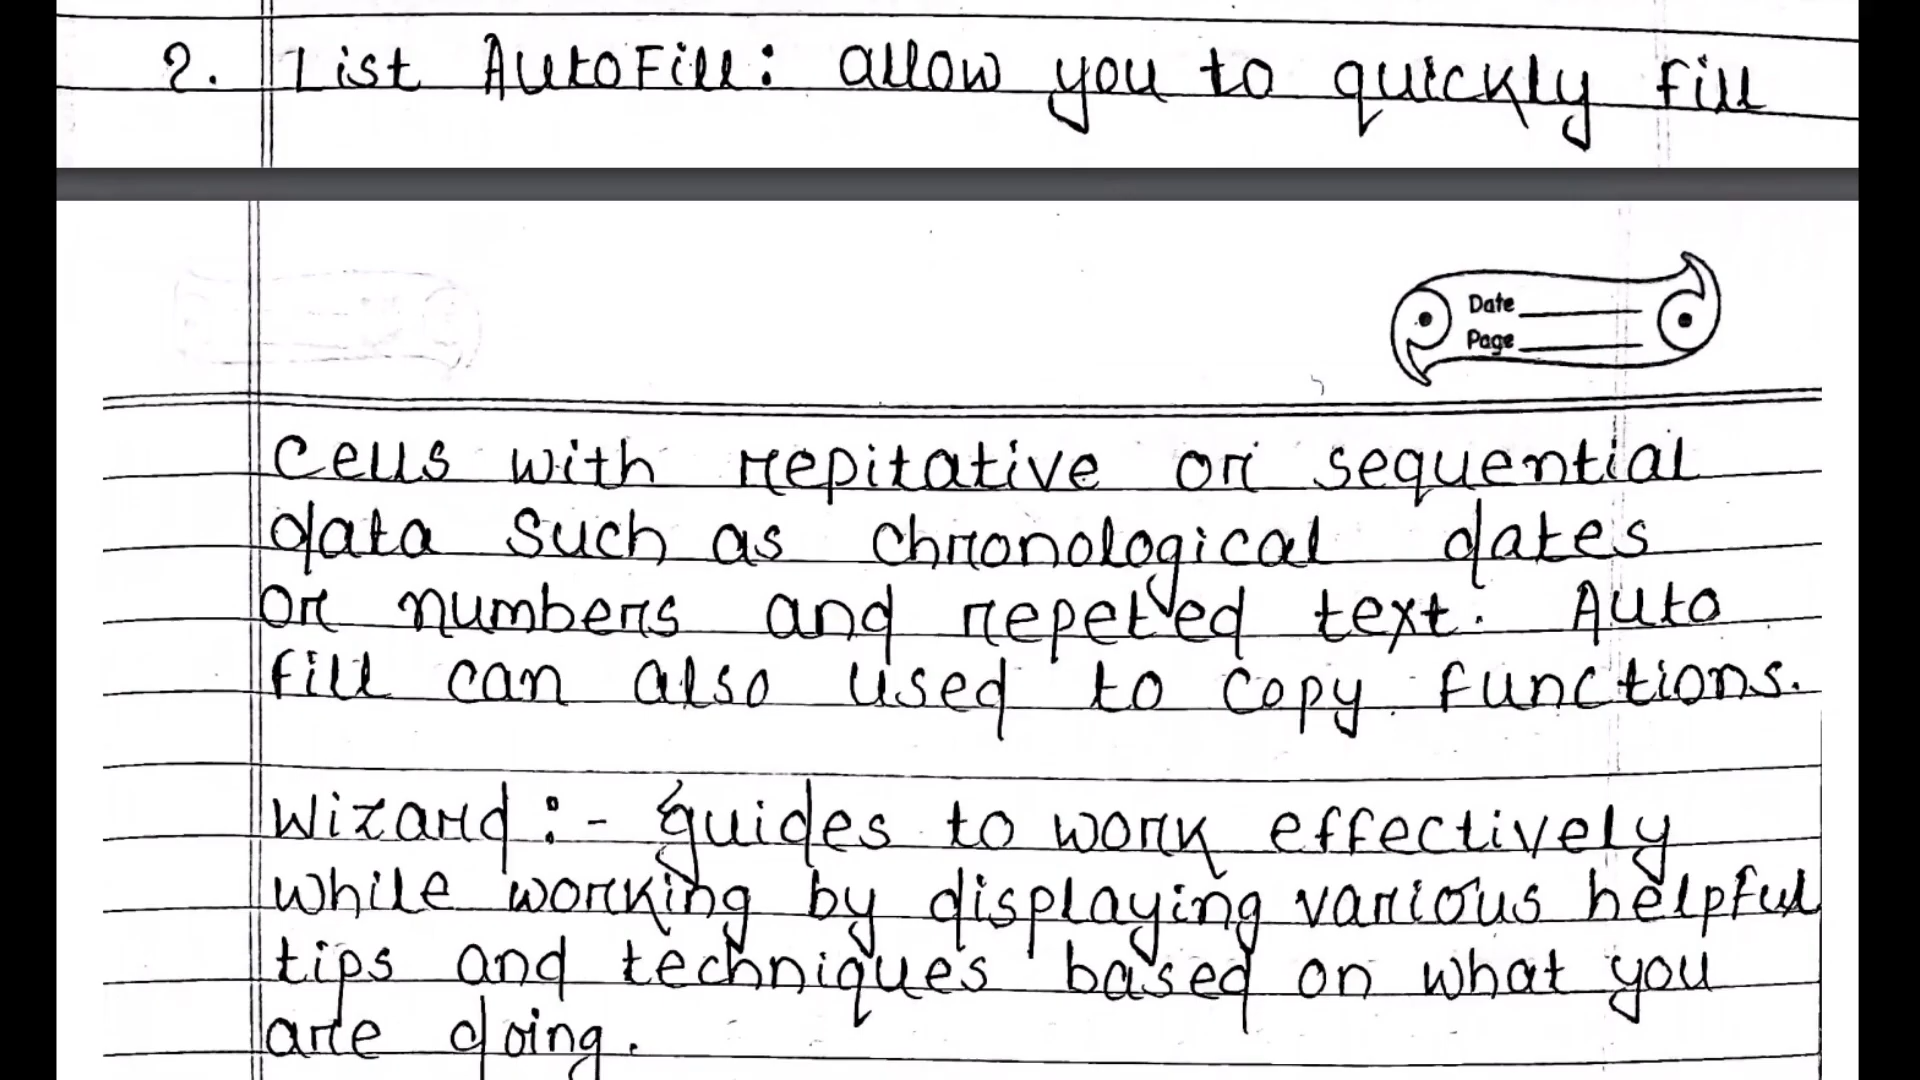 2. List AutoFill: allow you to quickly fill
Date
Page
cells with repitative or sequential
data such as chronological dates
or numbers and repeted text. Auto
fill can also used to copy functions.
Wizard :- guides to work effectively
while working by displaying various helpful
tips and techniques based on what you
are doing.